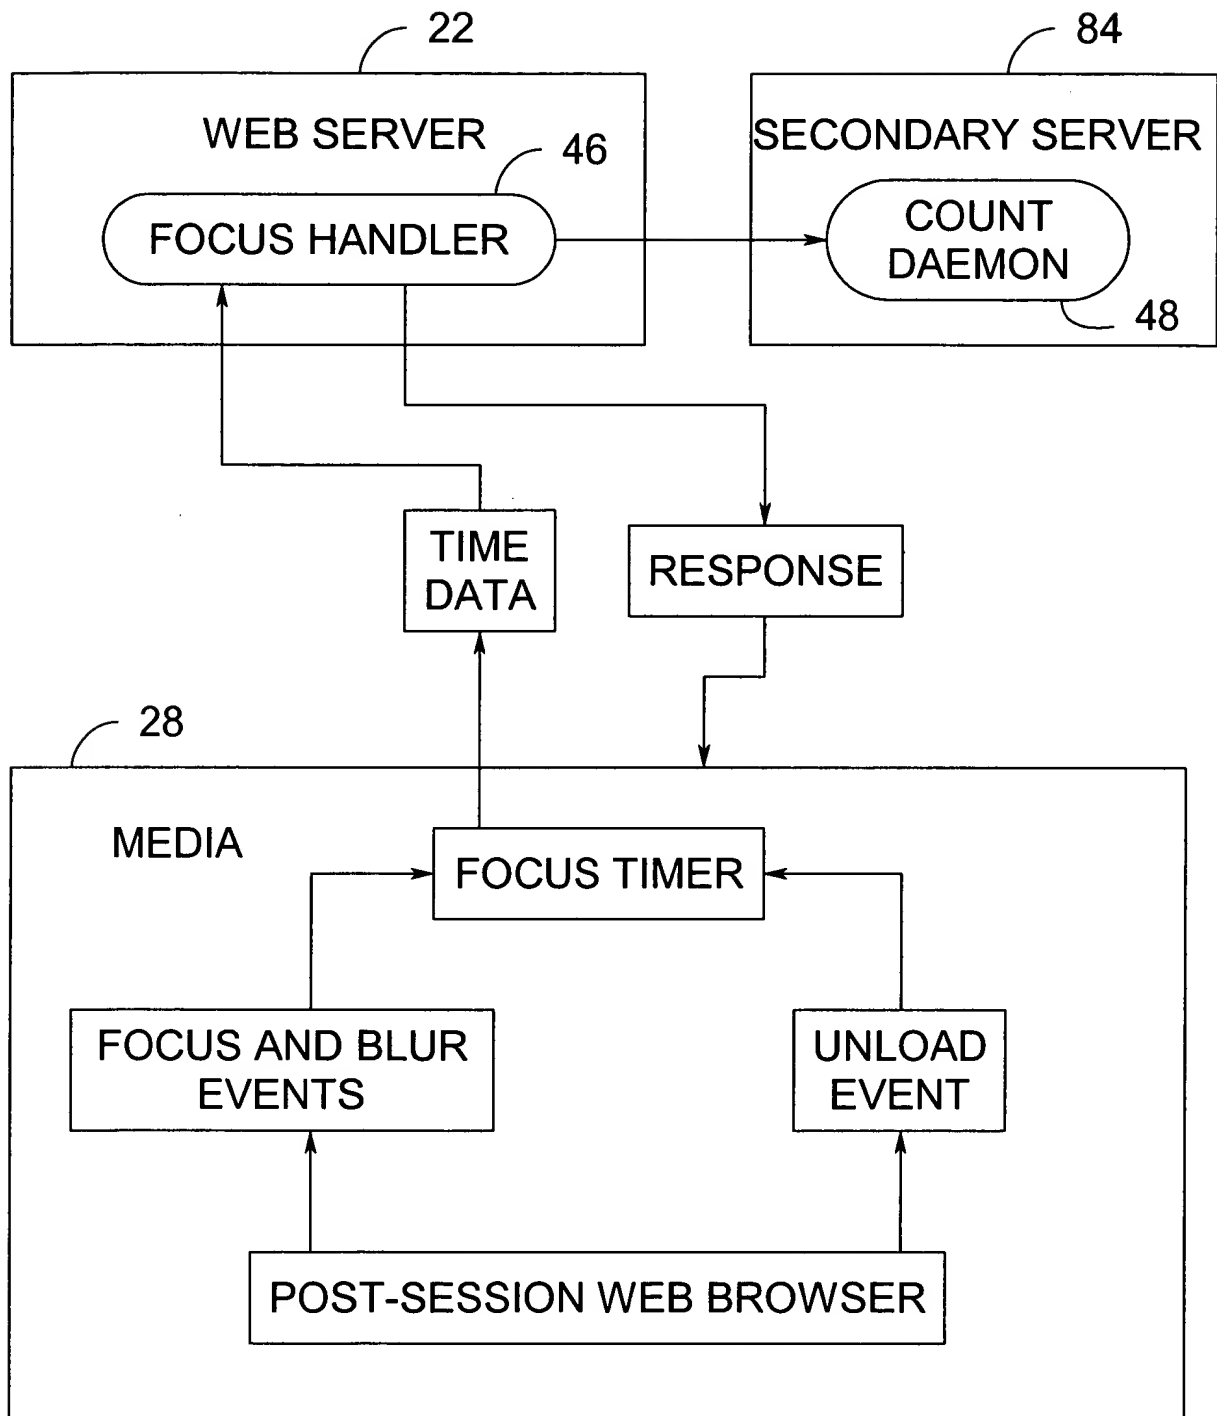 22
84
WEB SERVER
SECONDARY SERVER
46
FOCUS HANDLER
COUNT
DAEMON
48
TIME
DATA
RESPONSE
28
MEDIA
FOCUS TIMER
FOCUS AND BLUR
EVENTS
UNLOAD
EVENT
POST-SESSION WEB BROWSER